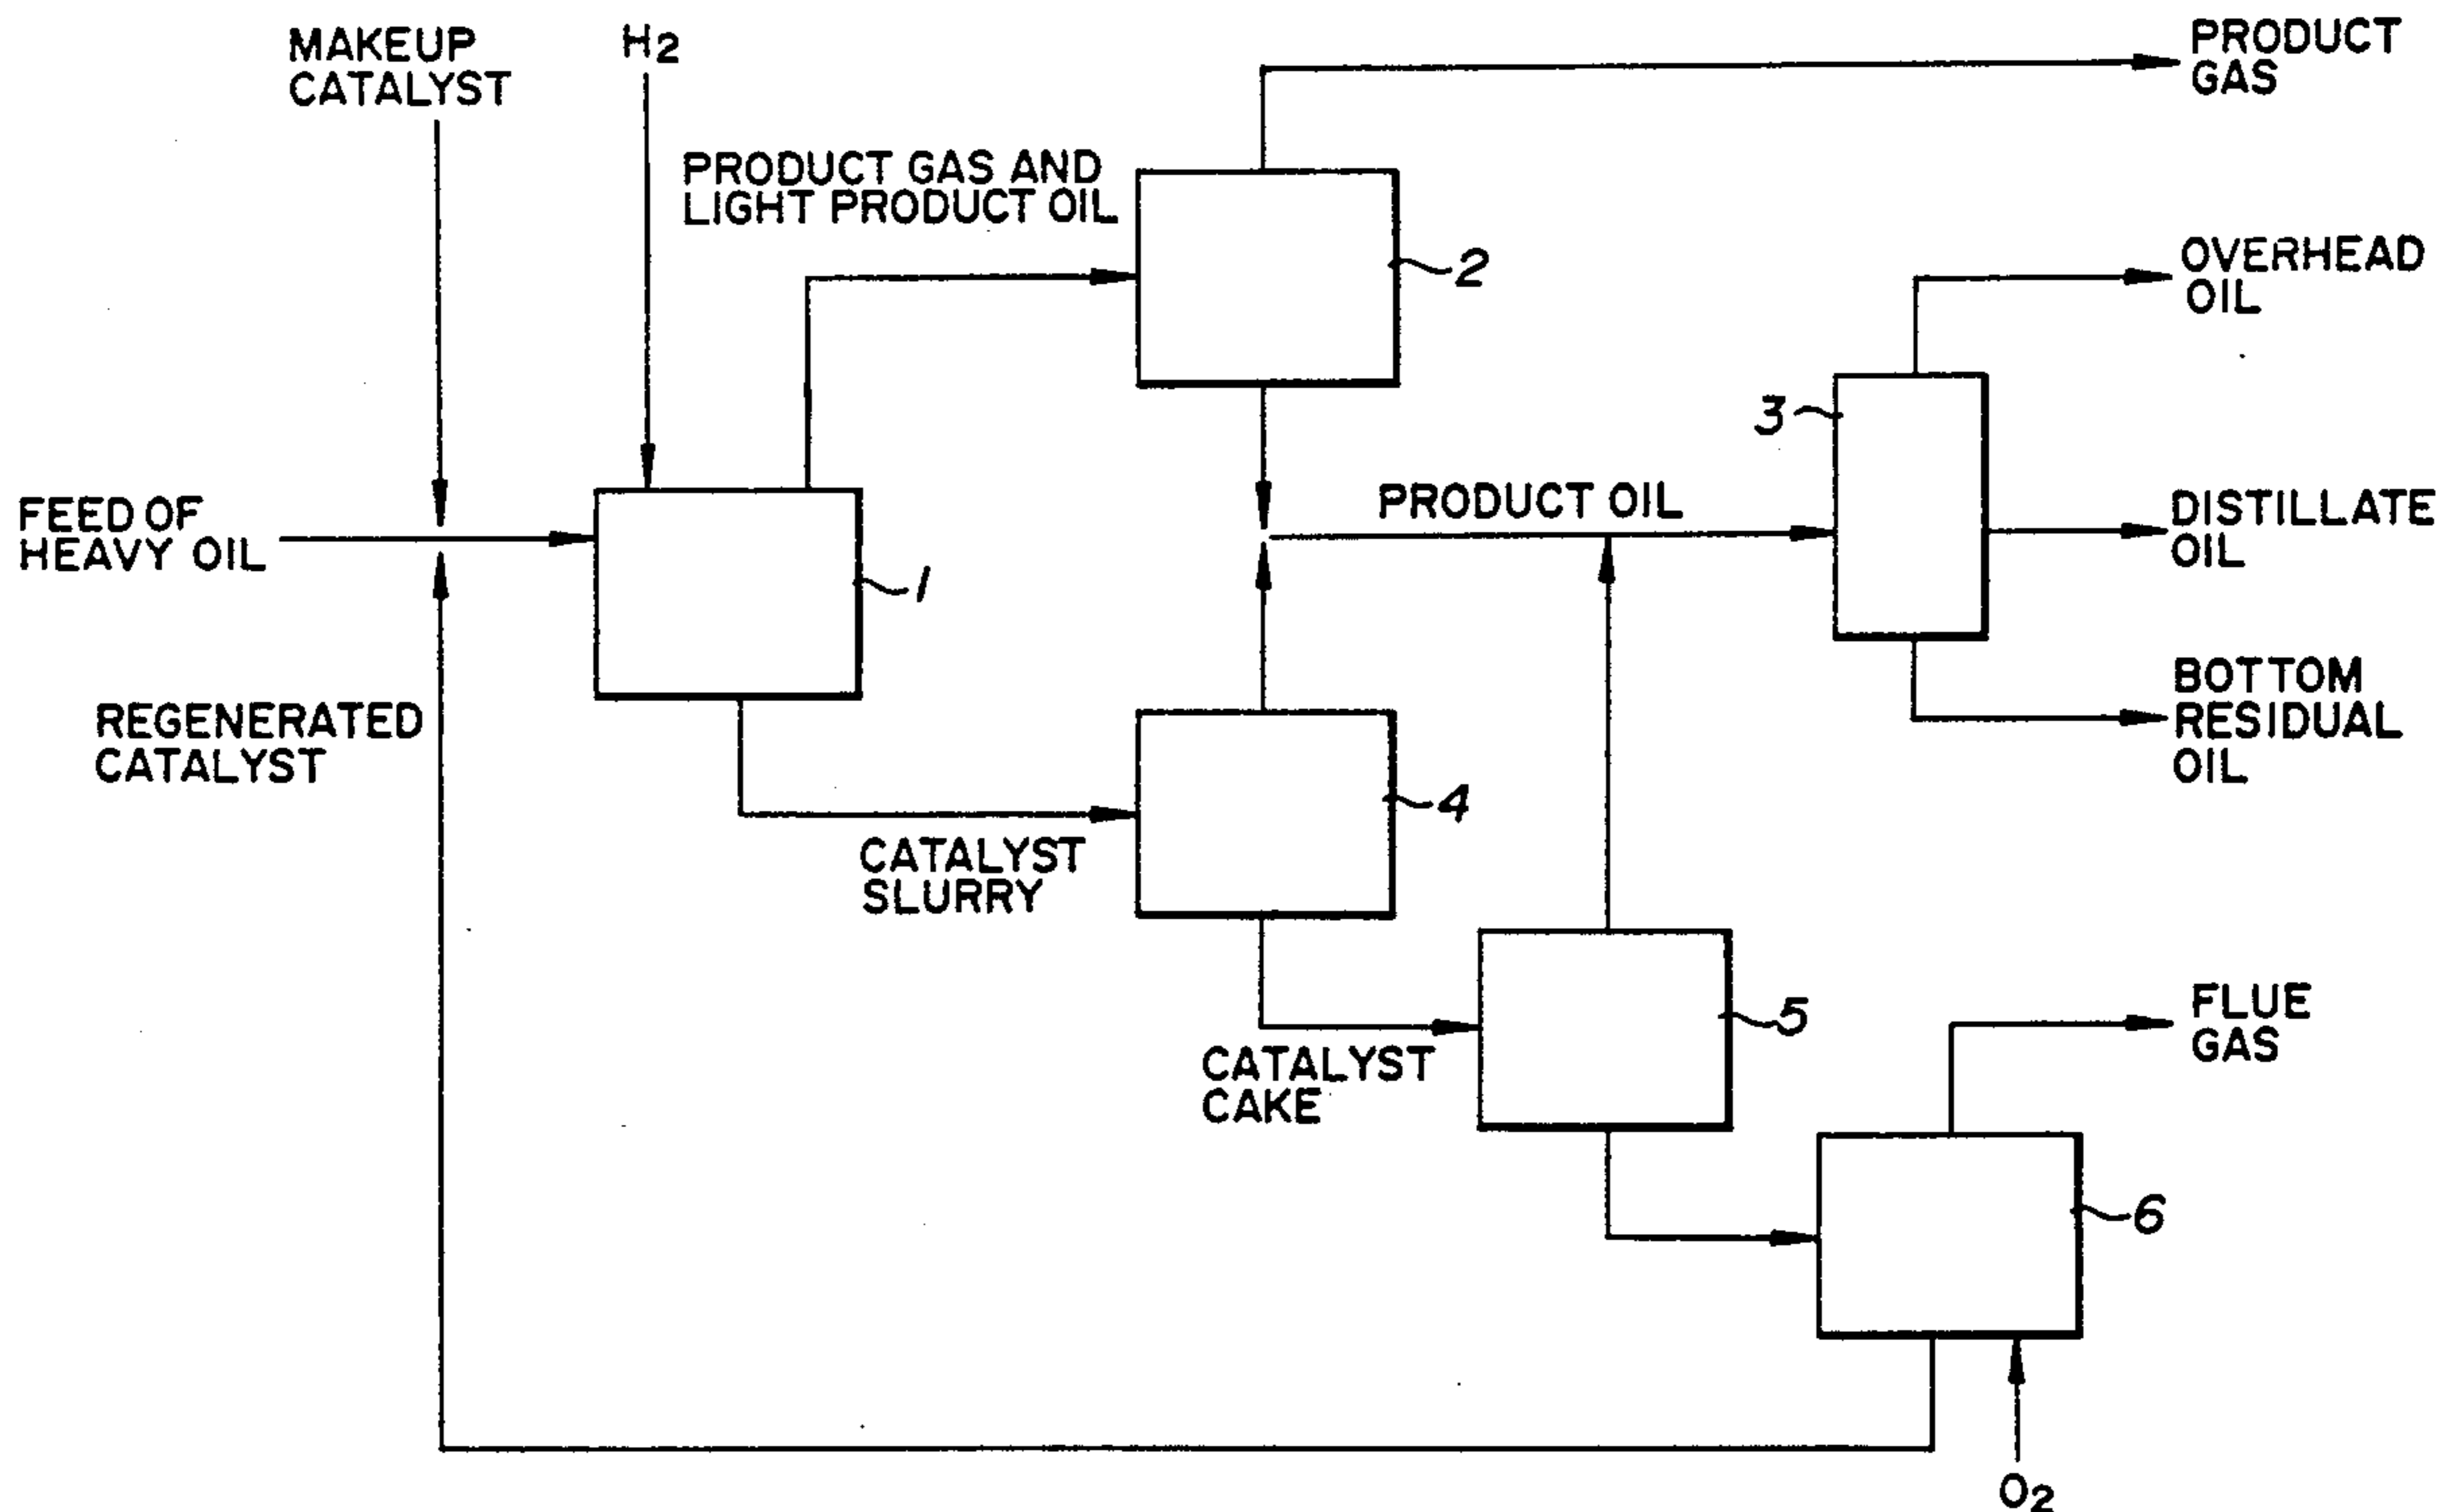 MAKEUP
CATALYST
H2
PRODUCT
GAS
PRODUCT GAS AND
LIGHT PRODUCT OIL
2
OVERHEAD
OIL
3
FEED OF
HEAVY OIL
1
PRODUCT OIL
DISTILLATE
OIL
REGENERATED
CATALYST
BOTTOM
RESIDUAL
OIL
4
CATALYST
SLURRY
5
CATALYST
CAKE
FLUE
GAS
6
O2